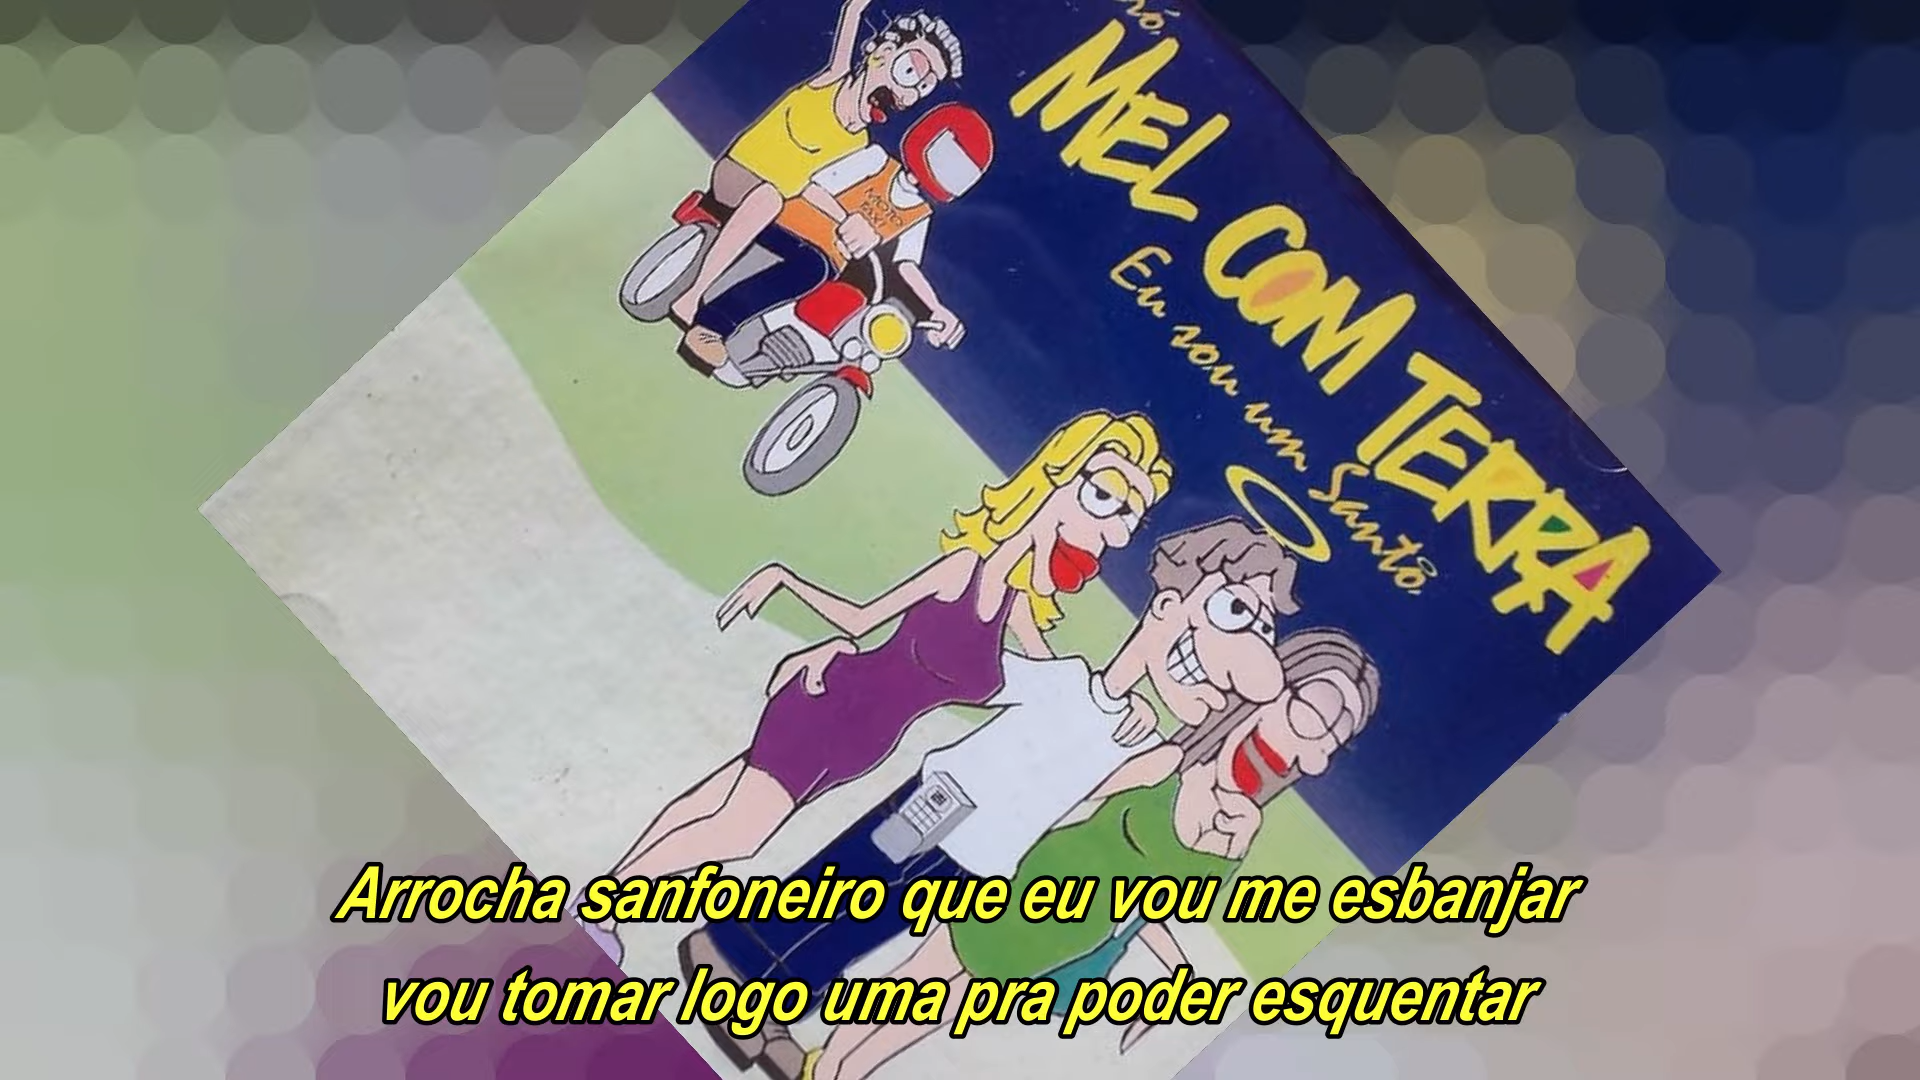 MEL COM TERRA
Eu sou um Santo
MOTO
TAXI
Arrocha sanfoneiro que eu vou me esbanjar
vou tomar logo uma pra poder esquentar